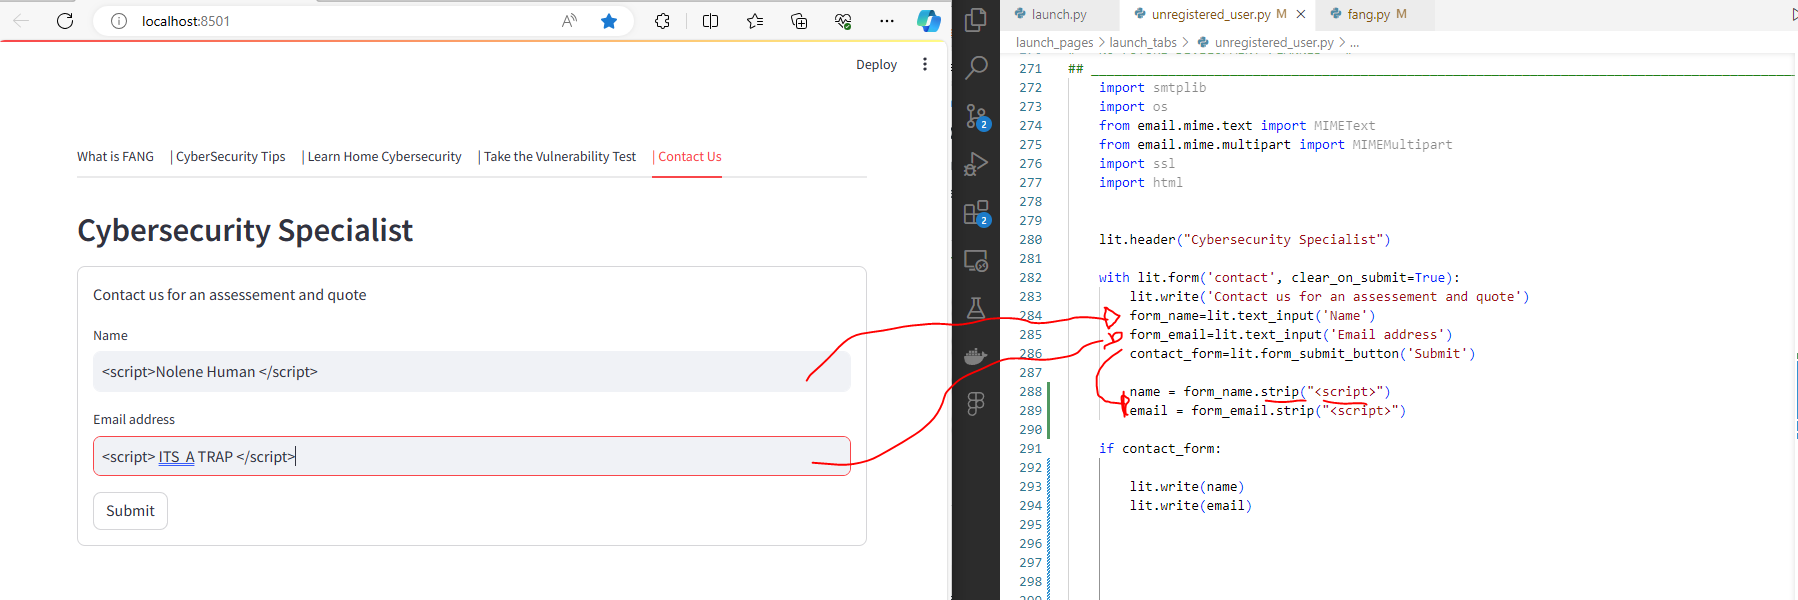 localhost:8501
Deploy
What is FANG | CyberSecurity Tips | Learn Home Cybersecurity | Take the Vulnerability Test | Contact Us
Cybersecurity Specialist
Contact us for an assessement and quote
Name
<script>Nolene Human </script>
Email address
<script> ITS A TRAP </script>
Submit
2
2
launch.py
unregistered_user.py M
fang.py M
launch_pages > launch_tabs > unregistered_user.py > ...
271 ##
272 import smtplib
273 import os
274 from email.mime.text import MIMEText
275 from email.mime.multipart import MIMEMultipart
276 import ssl
277 import html
278
279
280 lit.header("Cybersecurity Specialist")
281
282 with lit.form('contact', clear_on_submit=True):
283 lit.write('Contact us for an assessement and quote')
284 form_name=lit.text_input('Name')
285 form_email=lit.text_input('Email address')
286 contact_form=lit.form_submit_button('Submit')
287
288 name = form_name.strip("<script>")
289 email = form_email.strip("<script>")
290
291 if contact_form:
292
293 lit.write(name)
294 lit.write(email)
295
296
297
298